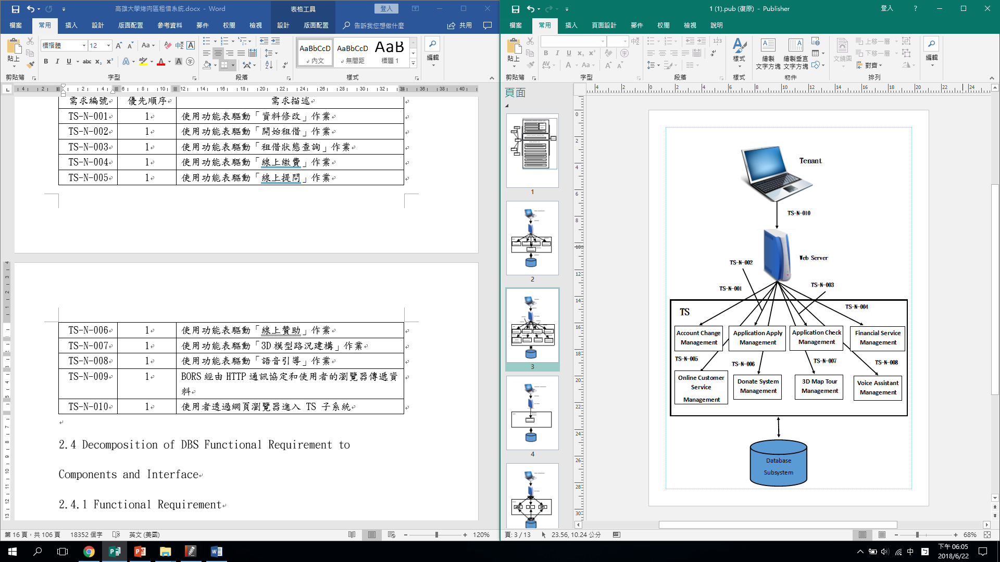 高雄大學烤肉區租借系統.docx - Word
表格工具
登入
檔案 常用 插入 設計 版面配置 參考資料 郵件 校閱 檢視 設計 版面配置 告訴我您想做什麼 共用
標楷體 12
貼上
剪貼簿 字型 段落 樣式
AaBbCcD AaBbCcD AaB
內文 無間距 標題 1
編輯
需求編號 優先順序 需求描述
TS-N-001 1 使用功能表驅動「資料修改」作業
TS-N-002 1 使用功能表驅動「開始租借」作業
TS-N-003 1 使用功能表驅動「租借狀態查詢」作業
TS-N-004 1 使用功能表驅動「線上繳費」作業
TS-N-005 1 使用功能表驅動「線上提問」作業
TS-N-006 1 使用功能表驅動「線上贊助」作業
TS-N-007 1 使用功能表驅動「3D 模型路況建構」作業
TS-N-008 1 使用功能表驅動「語音引導」作業
TS-N-009 1 BORS 經由 HTTP 通訊協定和使用者的瀏覽器傳遞資
料
TS-N-010 1 使用者透過網頁瀏覽器進入 TS 子系統
2.4 Decomposition of DBS Functional Requirement to
Components and Interface
2.4.1 Functional Requirement
第 16 頁，共 106 頁 18352 個字 英文 (美國) 120%
1 (1).pub (復原) - Publisher
登入
檔案 常用 插入 頁面設計 郵件 校閱 檢視 說明
貼上
樣式
繪製
文字方塊
繪製垂直
文字方塊
文繞圖
上移一層
下移一層
對齊
編輯
剪貼簿 字型 段落 樣式 物件 排列
頁面
1
2
3
4
Tenant
TS-N-010
Web Server
TS-N-002
TS-N-001
TS-N-003
TS-N-004
TS
Account Change
Management
Application Apply
Management
Application Check
Management
Financial Service
Management
TS-N-005
TS-N-006
TS-N-007
TS-N-008
Online Customer
Service
Management
Donate System
Management
3D Map Tour
Management
Voice Assistant
Management
Database
Subsystem
頁: 3 / 13 23.56, 10.24 公分 68%
中
下午 06:05
2018/6/22